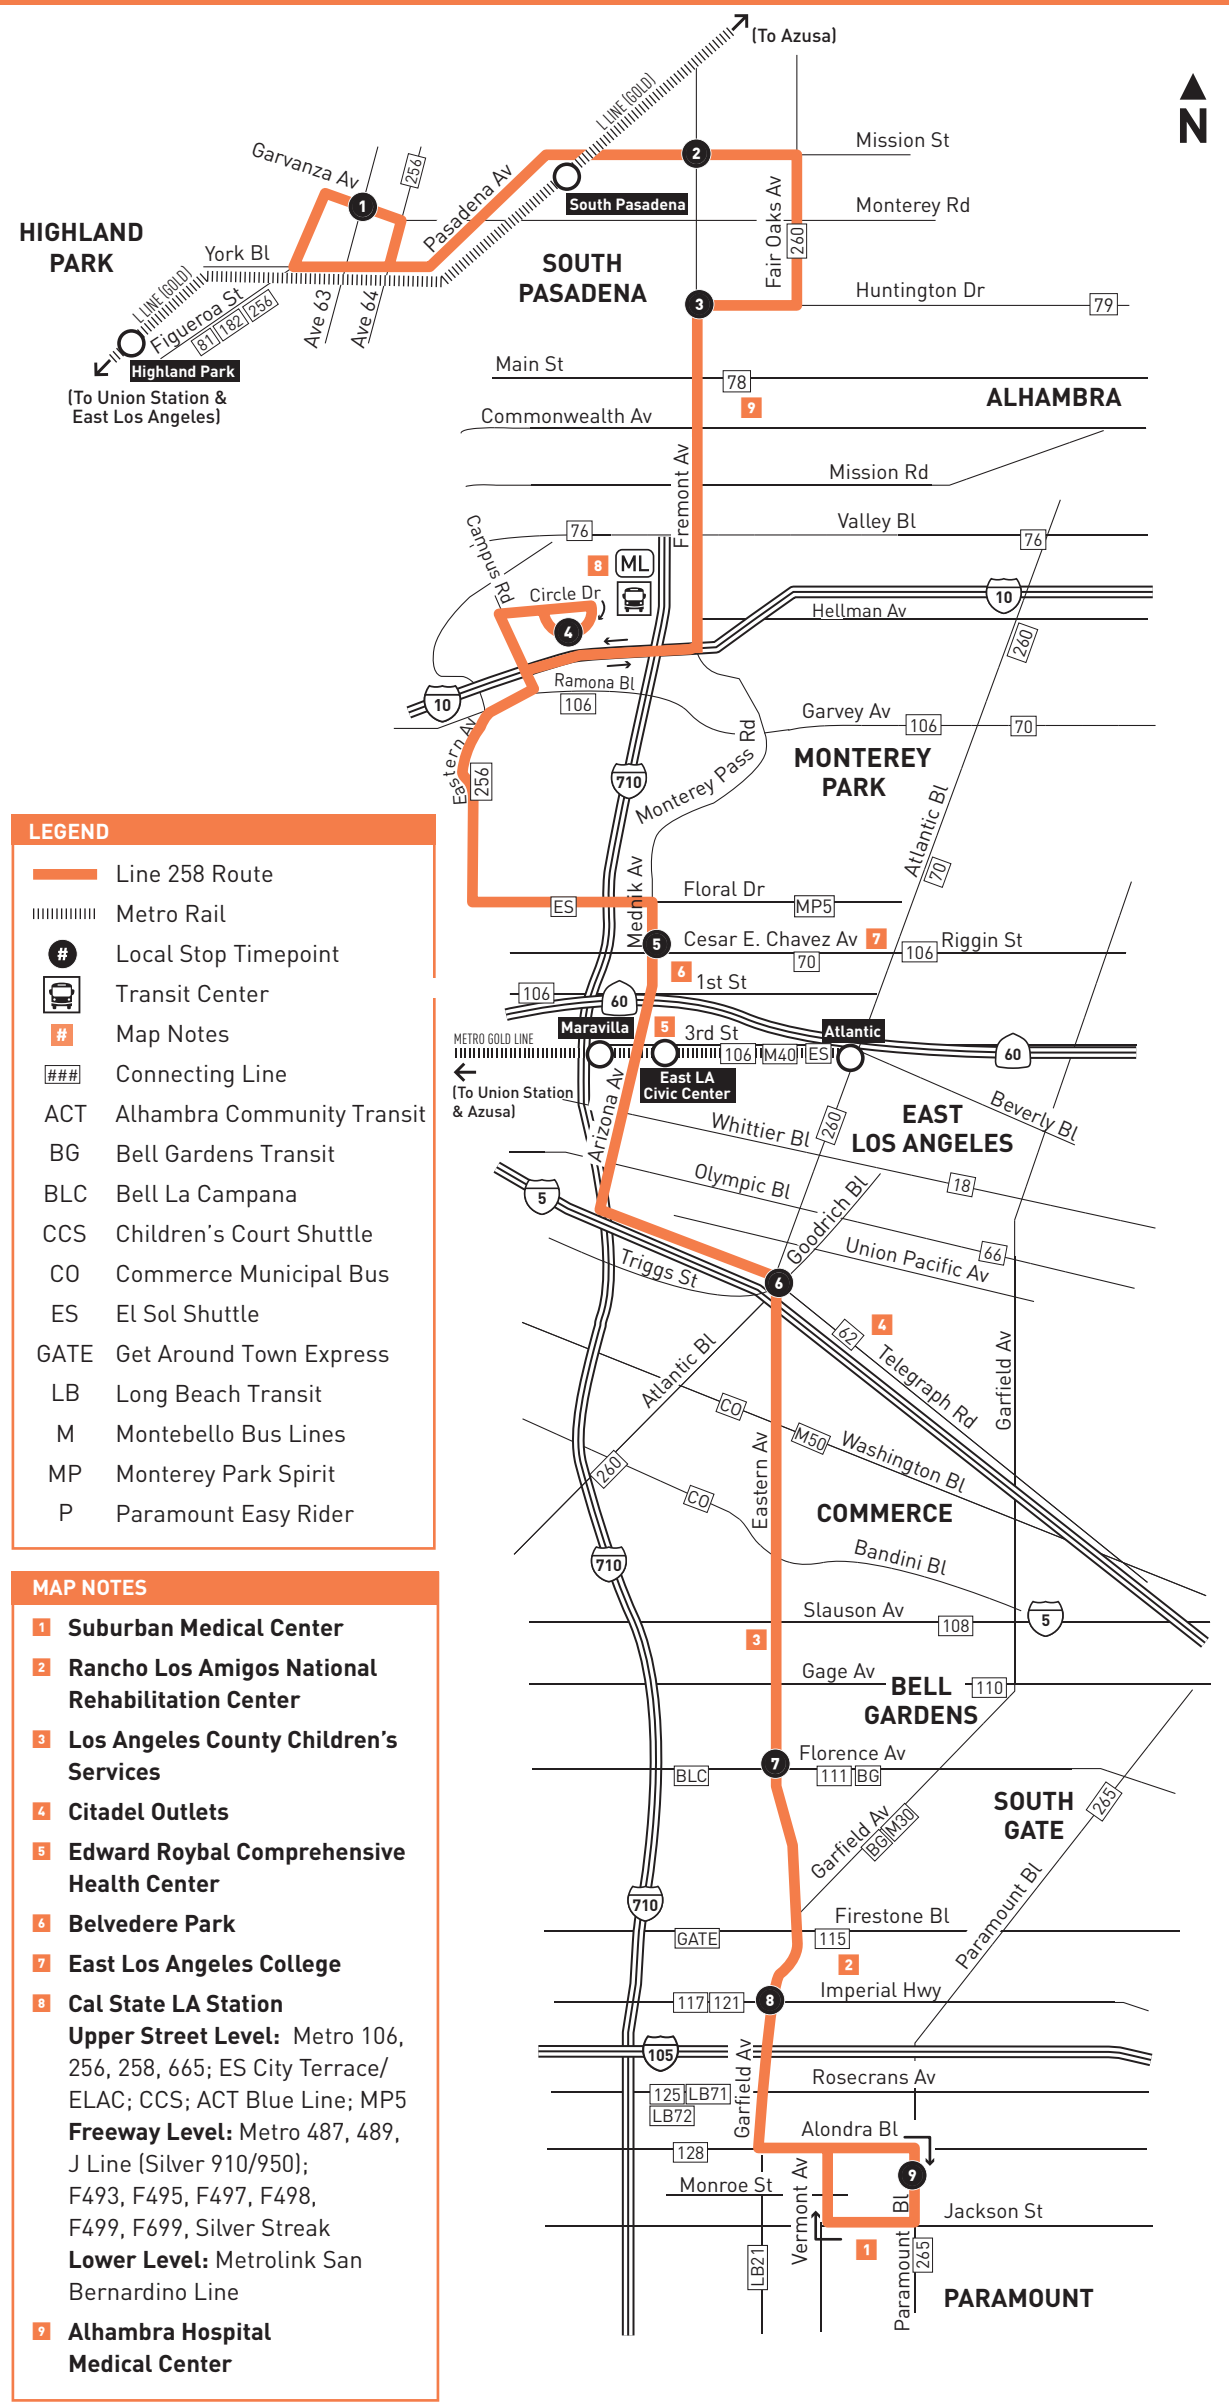 (To Azusa)
L LINE (GOLD)
N
Mission St
2
Garvanza Av
256
1
Pasadena Av
South Pasadena
Fair Oaks Av
260
Monterey Rd
HIGHLAND
PARK
York Bl
SOUTH
PASADENA
L LINE (GOLD)
Figueroa St
81 182 256
Ave 63
Ave 64
3
Huntington Dr
79
Highland Park
(To Union Station &
East Los Angeles)
Main St
78
9
ALHAMBRA
Commonwealth Av
Fremont Av
Mission Rd
Campus Rd
76
Valley Bl
76
8
ML
Circle Dr
4
10
Hellman Av
260
10
Ramona Bl
106
Garvey Av
106
70
Eastern Av
256
710
Monterey Pass Rd
MONTEREY
PARK
Atlantic Bl
70
Mednik Av
Floral Dr
ES
MP5
5
Cesar E. Chavez Av
7
70
106
Riggin St
6
1st St
106
60
Maravilla
5
3rd St
Atlantic
METRO GOLD LINE
106
M40
ES
60
(To Union Station
& Azusa)
East LA
Civic Center
Arizona Av
Whittier Bl
260
EAST
LOS ANGELES
Beverly Bl
18
5
Olympic Bl
Goodrich Bl
66
Union Pacific Av
Triggs St
6
62
4
Telegraph Rd
Garfield Av
Atlantic Bl
260
CO
M50
Washington Bl
CO
Eastern Av
COMMERCE
Bandini Bl
710
Slauson Av
108
5
3
Gage Av
BELL
GARDENS
110
7
Florence Av
BLC
111
BG
SOUTH
GATE
265
Garfield Av
BG
M30
Paramount Bl
710
Firestone Bl
GATE
115
2
Imperial Hwy
117
121
8
105
Garfield Av
Rosecrans Av
125
LB71
LB72
Alondra Bl
128
9
Monroe St
Vermont Av
Jackson St
1
LB21
Paramount Bl
265
PARAMOUNT
LEGEND
Line 258 Route
Metro Rail
# Local Stop Timepoint
Transit Center
# Map Notes
### Connecting Line
ACT Alhambra Community Transit
BG Bell Gardens Transit
BLC Bell La Campana
CCS Children's Court Shuttle
CO Commerce Municipal Bus
ES El Sol Shuttle
GATE Get Around Town Express
LB Long Beach Transit
M Montebello Bus Lines
MP Monterey Park Spirit
P Paramount Easy Rider
MAP NOTES
1 Suburban Medical Center
2 Rancho Los Amigos National
Rehabilitation Center
3 Los Angeles County Children's
Services
4 Citadel Outlets
5 Edward Roybal Comprehensive
Health Center
6 Belvedere Park
7 East Los Angeles College
8 Cal State LA Station
Upper Street Level: Metro 106,
256, 258, 665; ES City Terrace/
ELAC; CCS; ACT Blue Line; MP5
Freeway Level: Metro 487, 489,
J Line (Silver 910/950);
F493, F495, F497, F498,
F499, F699, Silver Streak
Lower Level: Metrolink San
Bernardino Line
9 Alhambra Hospital
Medical Center